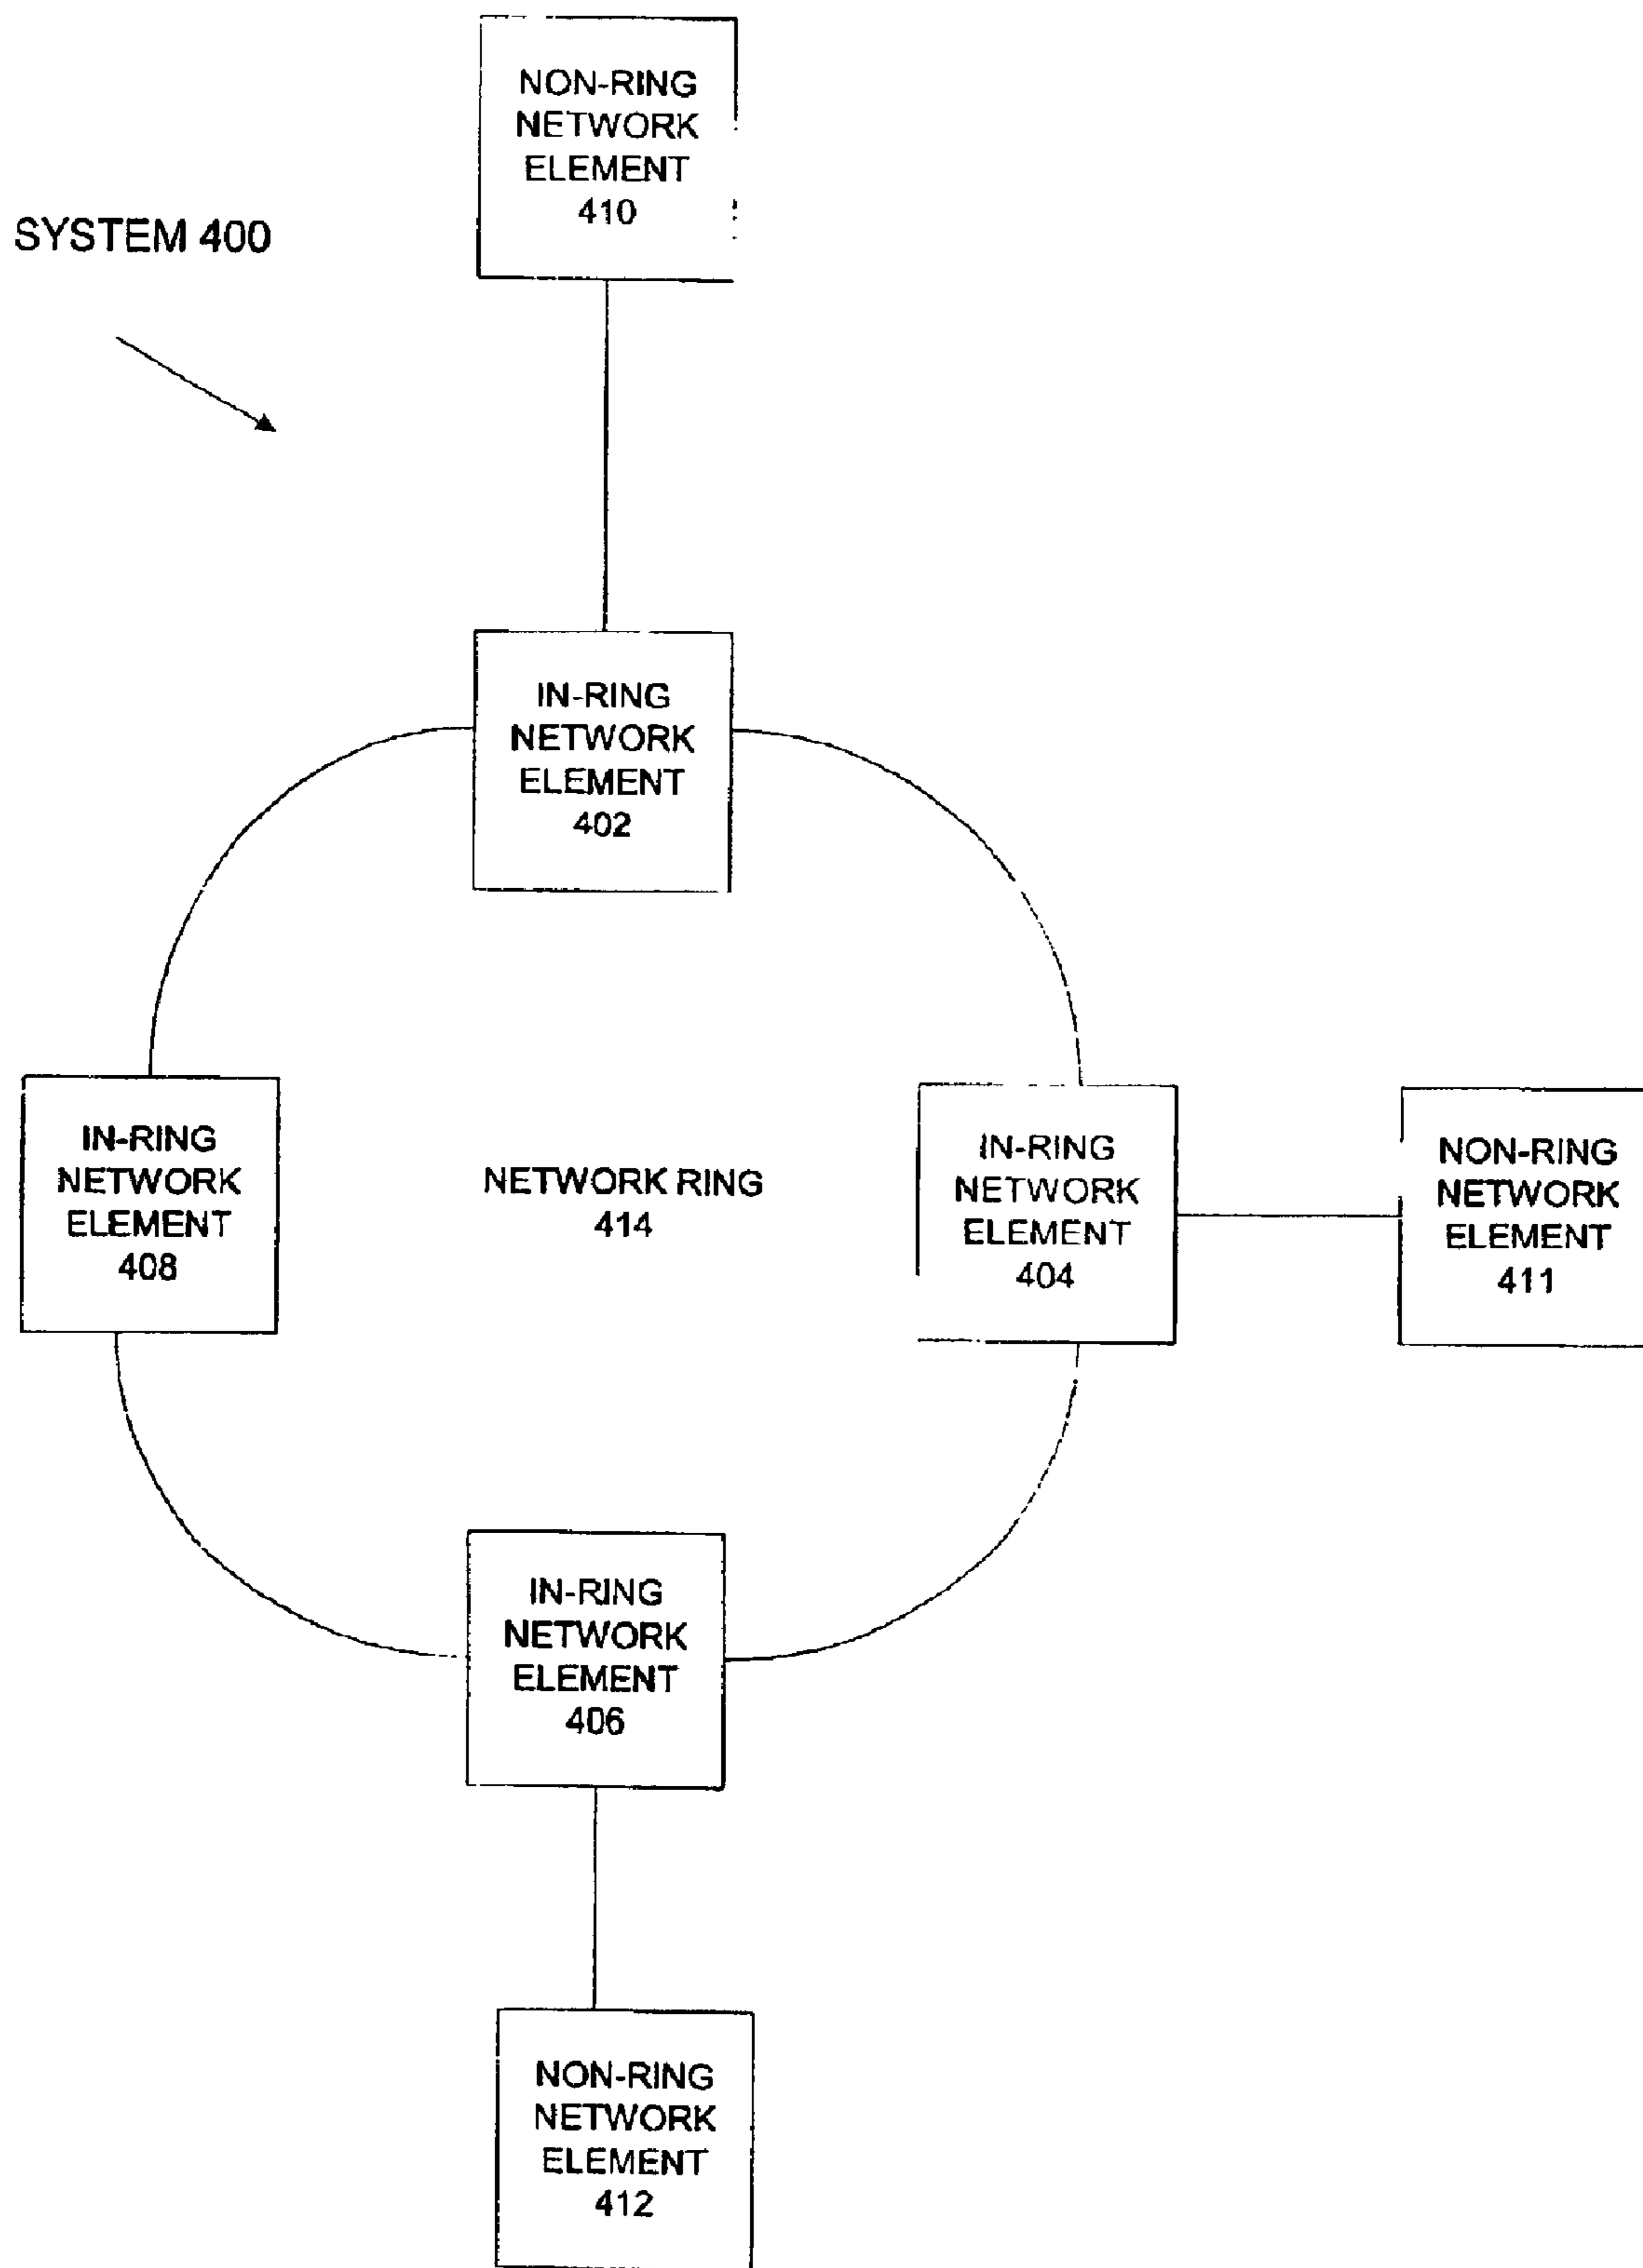 NON-RING
NETWORK
ELEMENT
410
SYSTEM 400
IN-RING
NETWORK
ELEMENT
402
IN-RING
NETWORK
ELEMENT
408
NETWORK RING
414
IN-RING
NETWORK
ELEMENT
404
NON-RING
NETWORK
ELEMENT
411
IN-RING
NETWORK
ELEMENT
406
NON-RING
NETWORK
ELEMENT
412